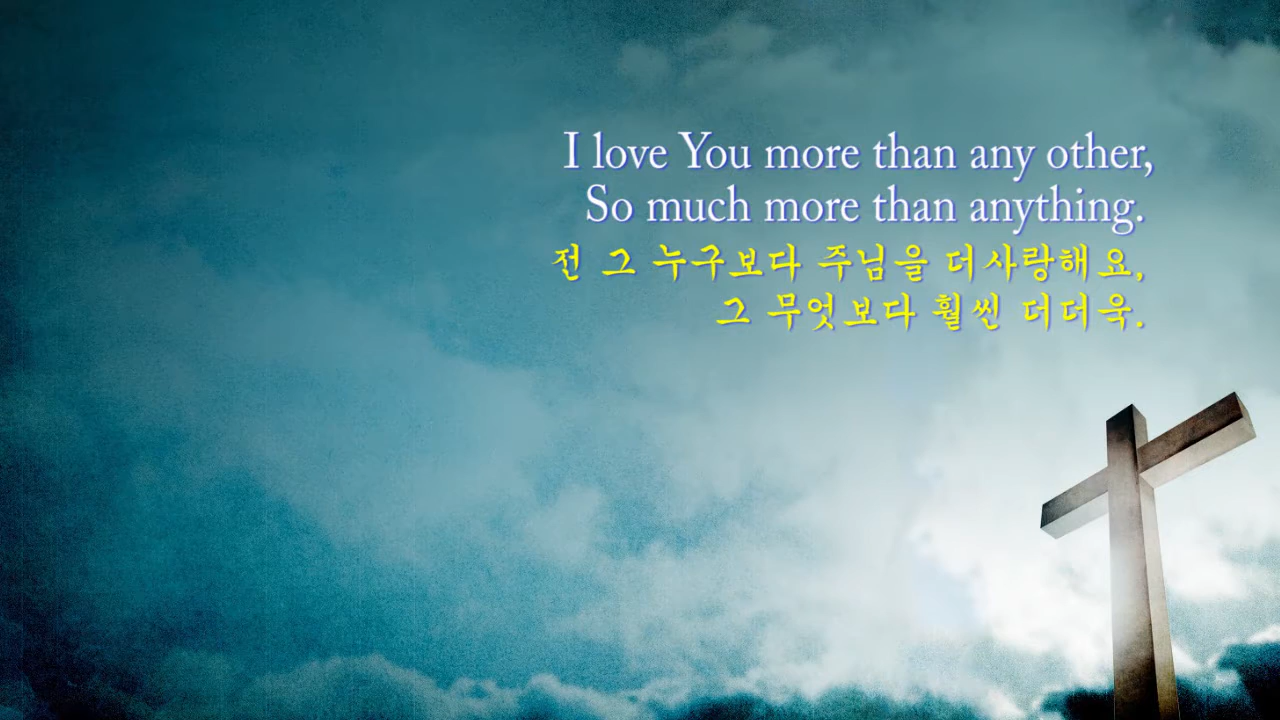 I love You more than any other,
So much more than anything.
전 그 누구보다 주님을 더사랑해요,
그 무엇보다 훨씬 더더욱.